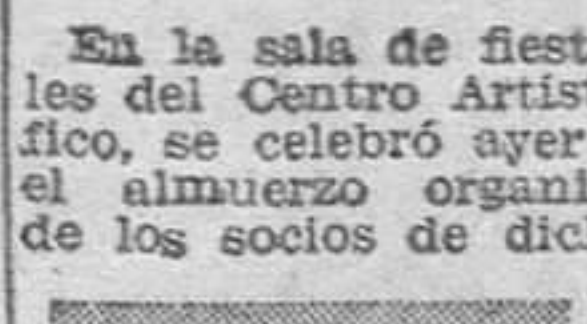 En la sala de fiest
les del Centro Artís
fico, se celebró ayer
el almuerzo organi
de los socios de dic